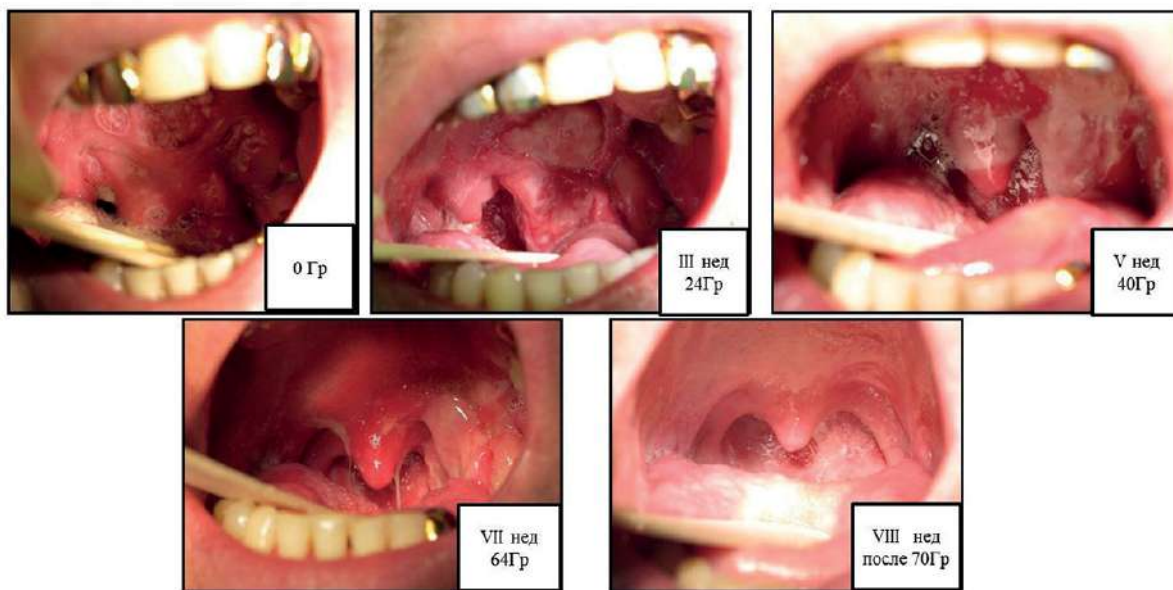 0 Гр
III нед
24Гр
V нед
40Гр
VII нед
64Гр
VIII нед
после 70Гр